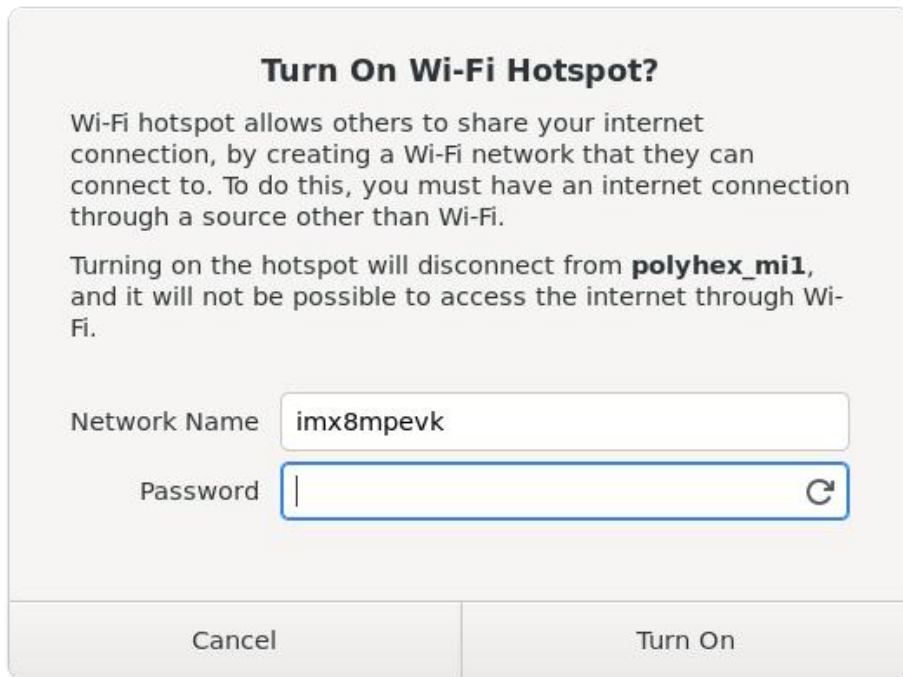 Turn On Wi-Fi Hotspot?
Wi-Fi hotspot allows others to share your internet
connection, by creating a Wi-Fi network that they can
connect to. To do this, you must have an internet connection
through a source other than Wi-Fi.
Turning on the hotspot will disconnect from polyhex_mi1,
and it will not be possible to access the internet through Wi-
Fi.
Network Name imx8mpevk
Password
Cancel Turn On